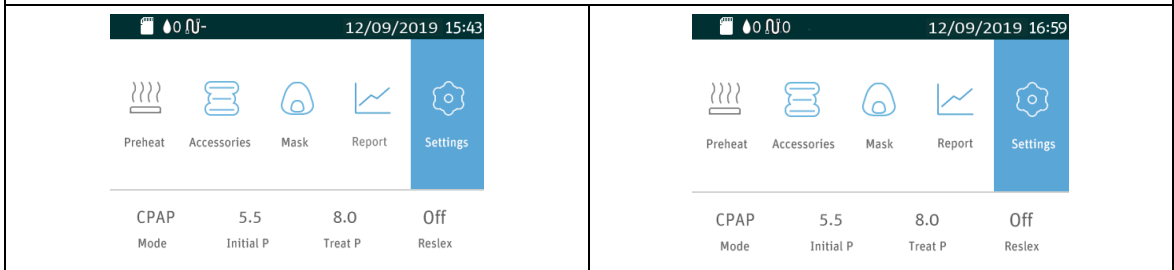 0 - 12/09/2019 15:43
Preheat Accessories Mask Report Settings
CPAP 5.5 8.0 Off
Mode Initial P Treat P Reslex
0 0 12/09/2019 16:59
Preheat Accessories Mask Report Settings
CPAP 5.5 8.0 Off
Mode Initial P Treat P Reslex